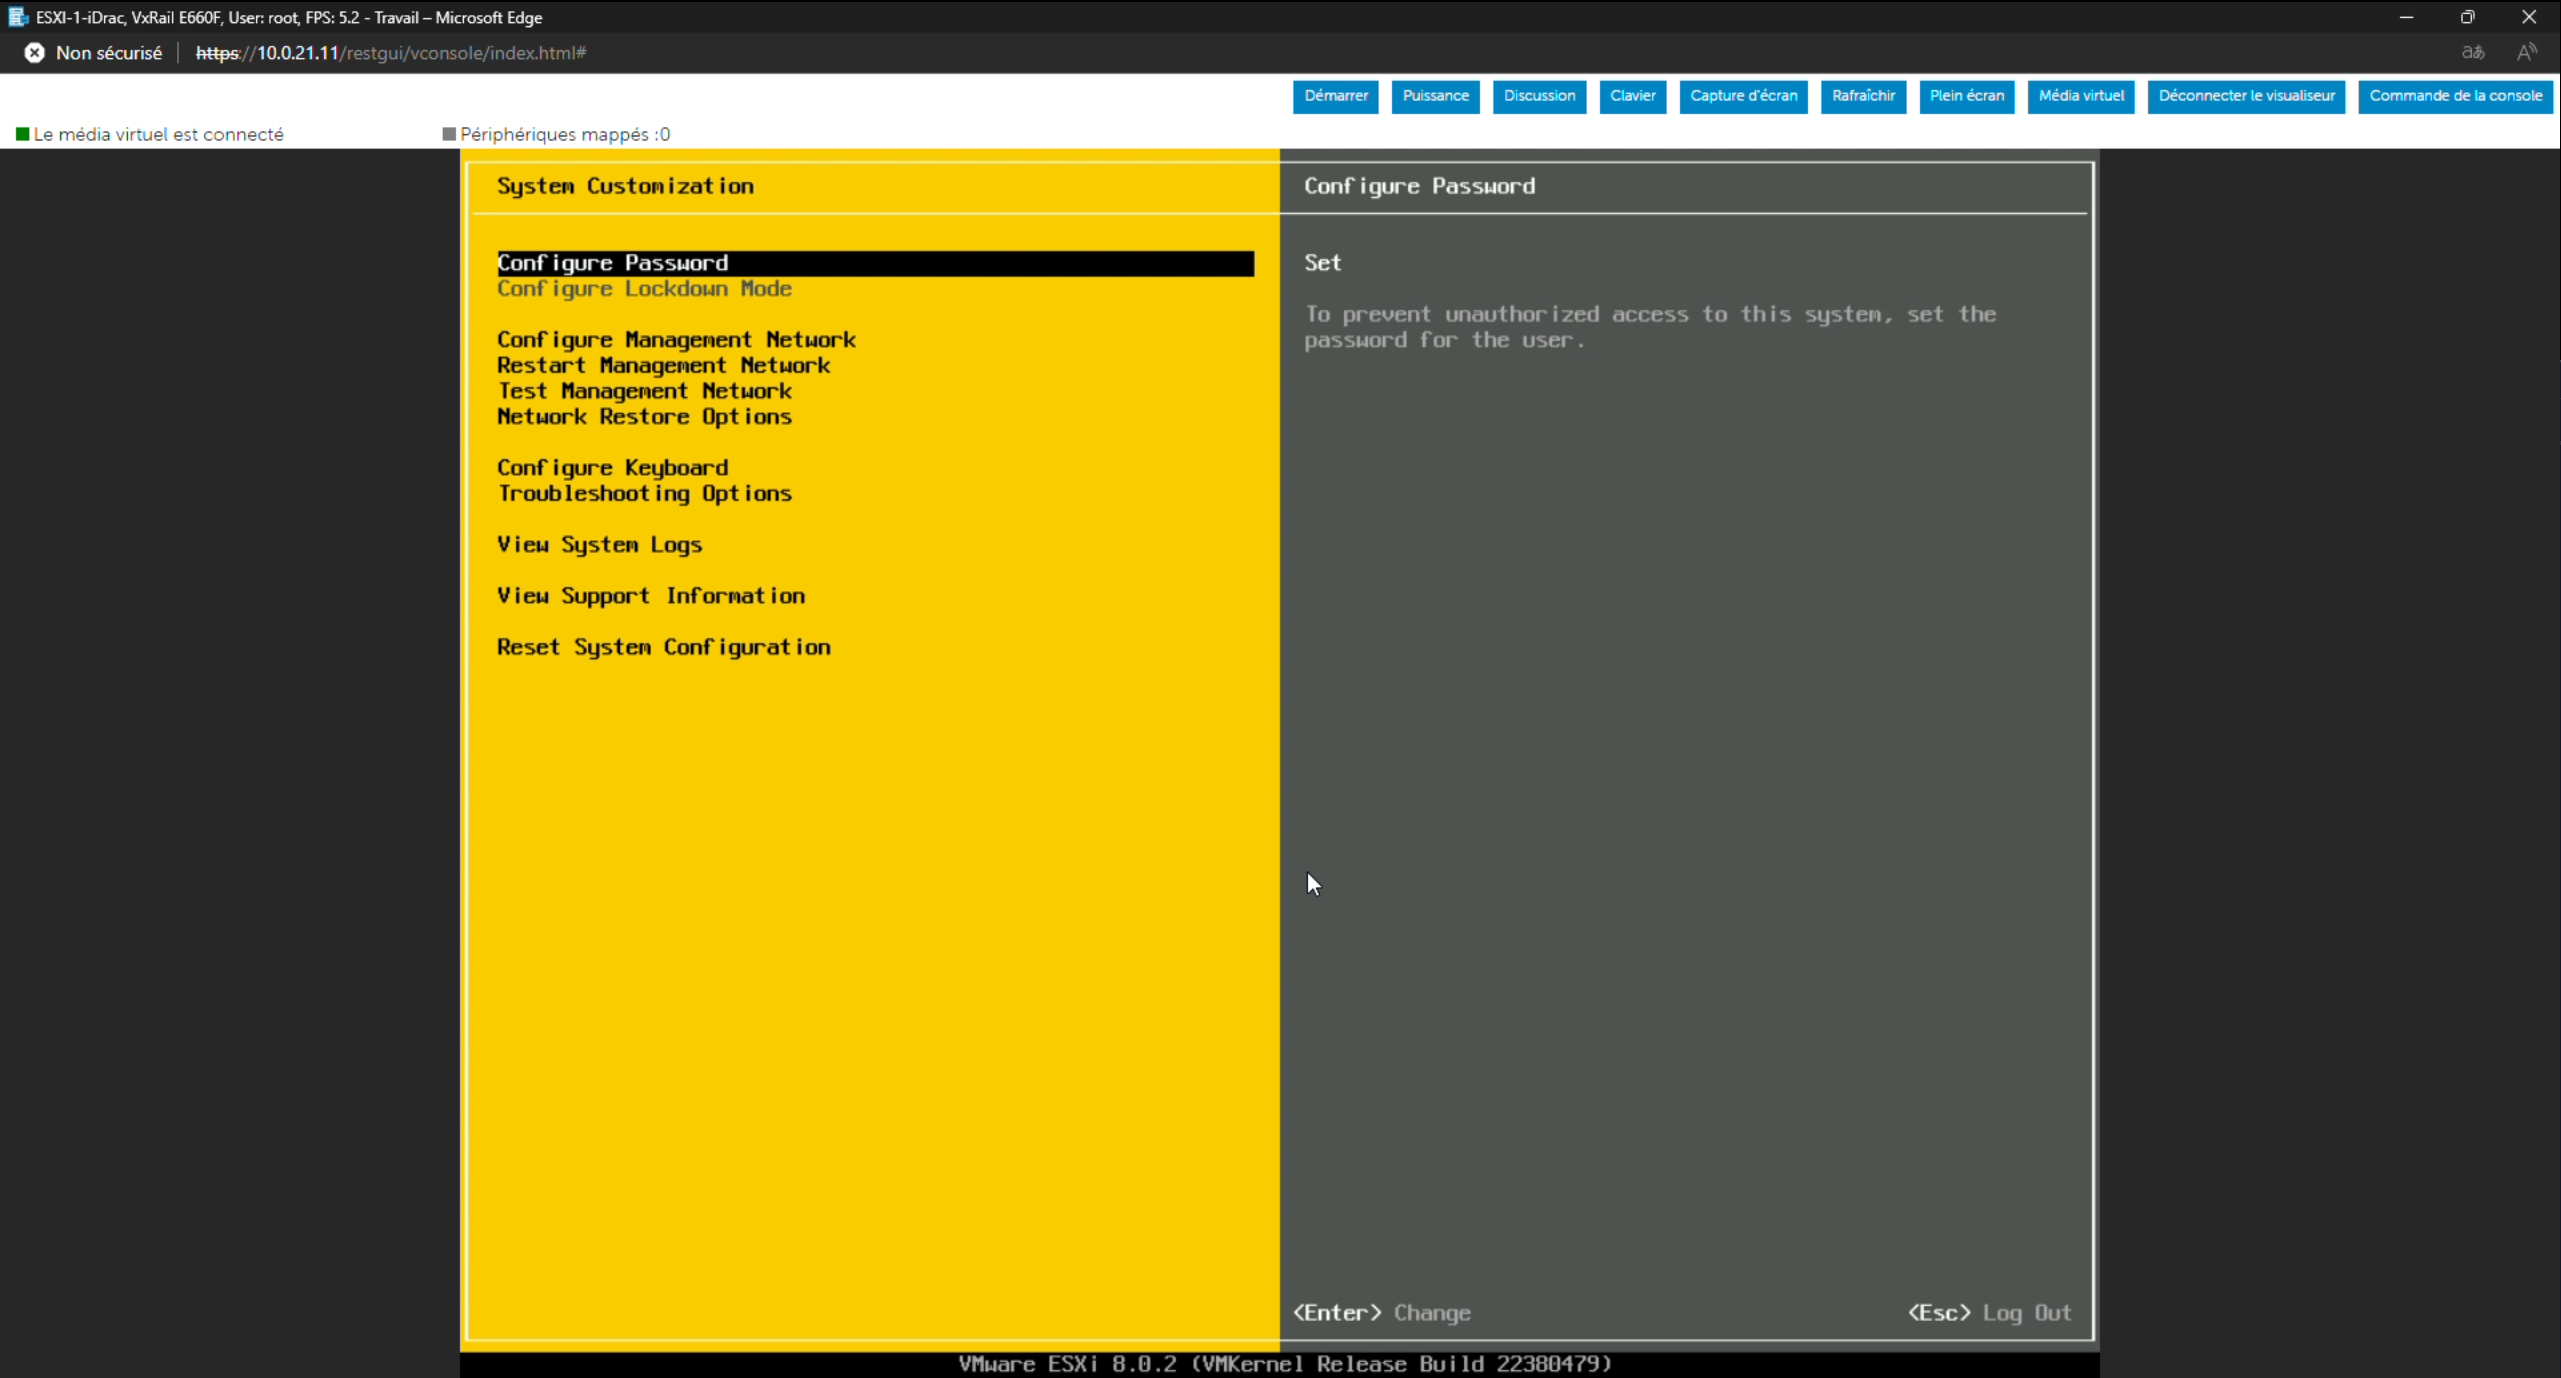 ESXI-1-iDrac, VxRail E660F, User: root, FPS: 5.2 - Travail – Microsoft Edge
Non sécurisé | https://10.0.21.11/restgui/vconsole/index.html#
Démarrer Puissance Discussion Clavier Capture d'écran Rafraîchir Plein écran Média virtuel Déconnecter le visualiseur Commande de la console
Le média virtuel est connecté Périphériques mappés :0
System Customization
Configure Password
Configure Lockdown Mode
Configure Management Network
Restart Management Network
Test Management Network
Network Restore Options
Configure Keyboard
Troubleshooting Options
View System Logs
View Support Information
Reset System Configuration
Configure Password
Set
To prevent unauthorized access to this system, set the
password for the user.
<Enter> Change <Esc> Log Out
VMware ESXi 8.0.2 (VMKernel Release Build 22380479)